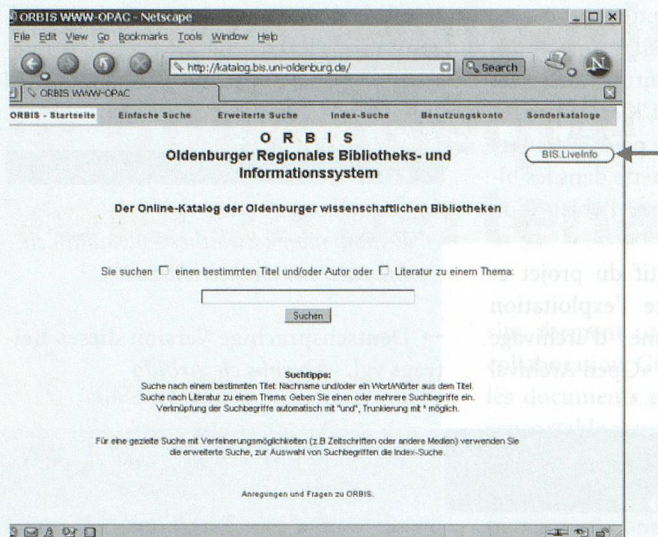 ORBIS WWW-OPAC - Netscape
File Edit View Go Bookmarks Tools Window Help
http://katalog.bis.uni-oldenburg.de/ Search N
ORBIS WWW-OPAC
ORBIS - Startseite Einfache Suche Erweiterte Suche Index-Suche Benutzungskonto Sonderkataloge
O R B I S
Oldenburger Regionales Bibliotheks- und
Informationssystem
BIS.LiveInfo
Der Online-Katalog der Oldenburger wissenschaftlichen Bibliotheken
Sie suchen einen bestimmten Titel und/oder Autor oder Literatur zu einem Thema:
Suchen
Suchtipps:
Suche nach einem bestimmten Titel: Nachname und/oder ein Wort/Wörter aus dem Titel.
Suche nach Literatur zu einem Thema: Geben Sie einen oder mehrere Suchbegriffe ein.
Verknüpfung der Suchbegriffe automatisch mit "und", Trunkierung mit * möglich.
Für eine gezielte Suche mit Verfeinerungsmöglichkeiten (z.B Zeitschriften oder andere Medien) verwenden Sie
die erweiterte Suche, zur Auswahl von Suchbegriffen die Index-Suche.
Anregungen und Fragen zu ORBIS.